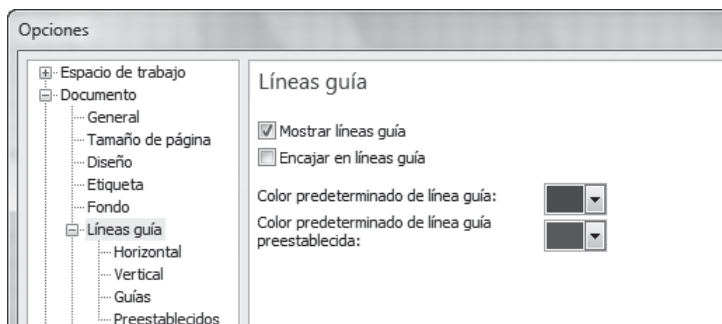 Opciones
Espacio de trabajo
Documento
General
Tamaño de página
Diseño
Etiqueta
Fondo
Líneas guía
Horizontal
Vertical
Guías
Preestablecidos
Líneas guía
Mostrar líneas guía
Encajar en líneas guía
Color predeterminado de línea guía:
Color predeterminado de línea guía
preestablecida: